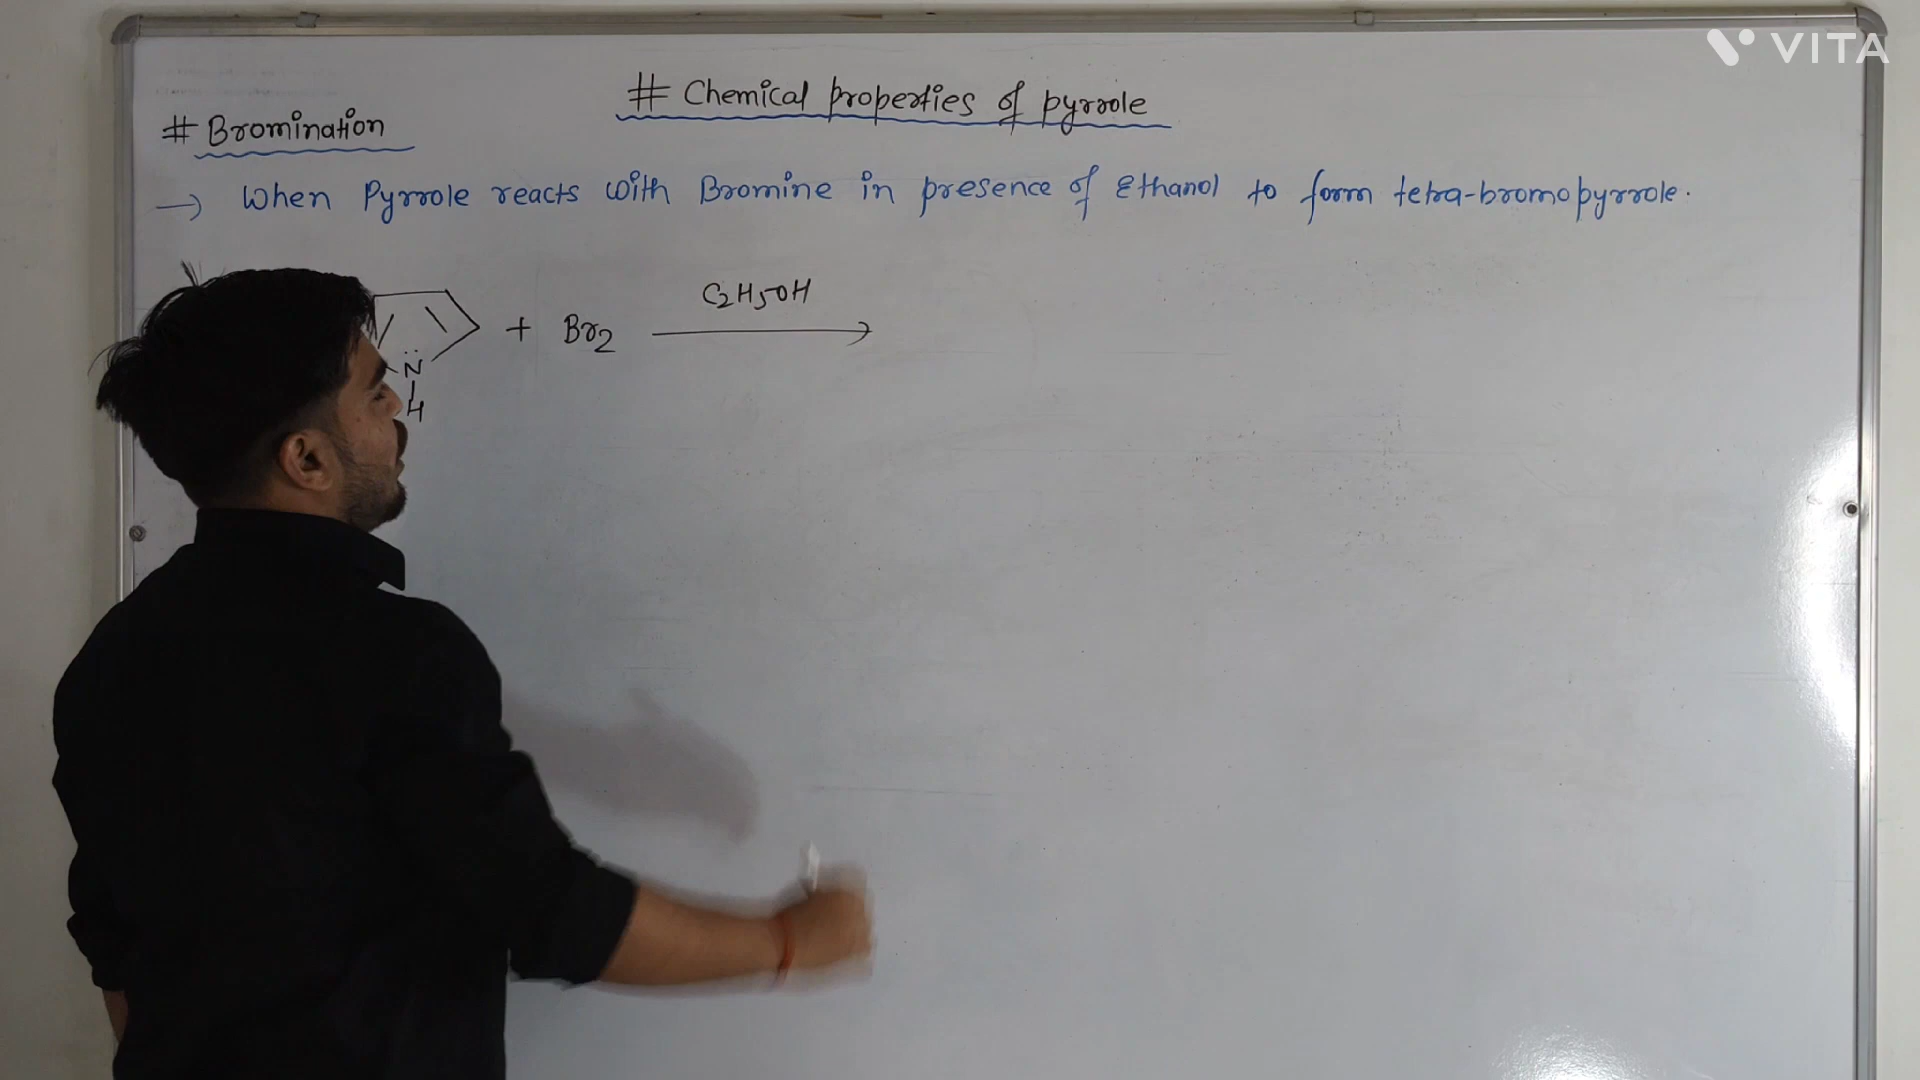 VITA
# Chemical properties of pyrrole
# Bromination
→ When Pyrrole reacts with Bromine in presence of Ethanol to form tetra-bromopyrrole.
C2H5OH
+ Br2
N
H